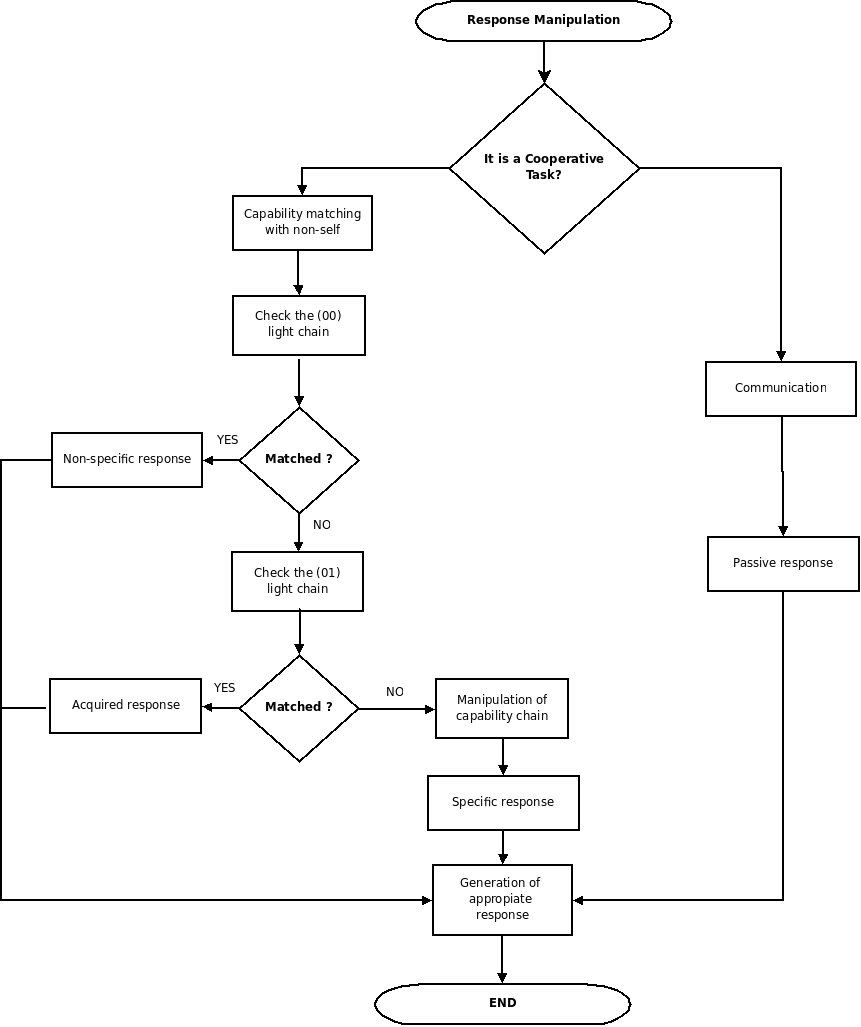 Response Manipulation
It is a Cooperative
Task?
Capability matching
with non-self
Check the (00)
light chain
Communication
YES
Non-specific response
Matched ?
NO
Check the (01)
light chain
Passive response
YES
Acquired response
Matched ?
NO
Manipulation of
capability chain
Specific response
Generation of
appropiate
response
END